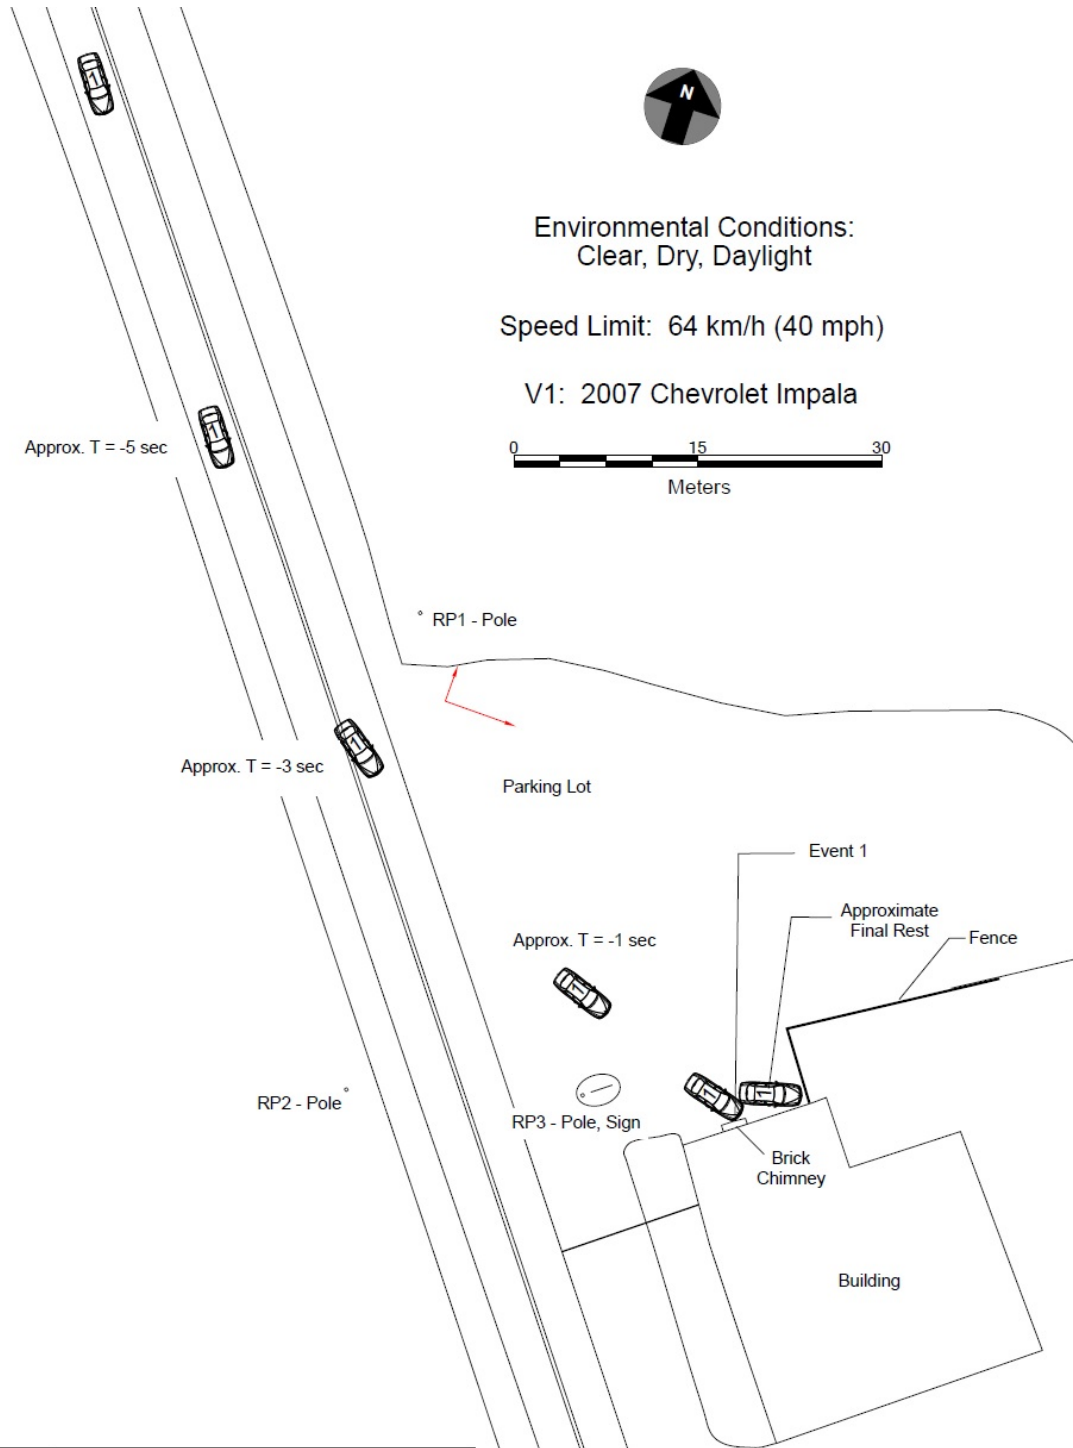 1
N
Environmental Conditions:
Clear, Dry, Daylight
Speed Limit: 64 km/h (40 mph)
V1: 2007 Chevrolet Impala
0 15 30
Meters
1
Approx. T = -5 sec
RP1 - Pole
1
Approx. T = -3 sec
Parking Lot
Event 1
Approximate
Final Rest
Fence
Approx. T = -1 sec
1
1
1
RP2 - Pole
RP3 - Pole, Sign
Brick
Chimney
Building